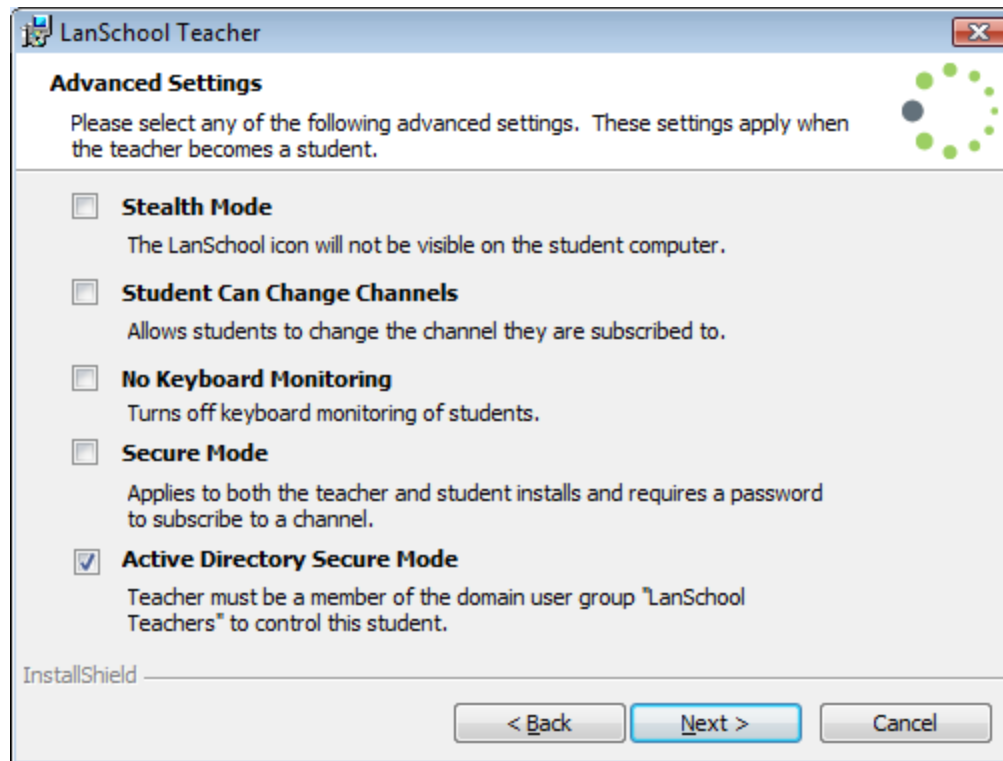 LanSchool Teacher
Advanced Settings
Please select any of the following advanced settings.  These settings apply when
the teacher becomes a student.
Stealth Mode
The LanSchool icon will not be visible on the student computer.
Student Can Change Channels
Allows students to change the channel they are subscribed to.
No Keyboard Monitoring
Turns off keyboard monitoring of students.
Secure Mode
Applies to both the teacher and student installs and requires a password
to subscribe to a channel.
Active Directory Secure Mode
Teacher must be a member of the domain user group "LanSchool
Teachers" to control this student.
InstallShield
< Back
Next >
Cancel